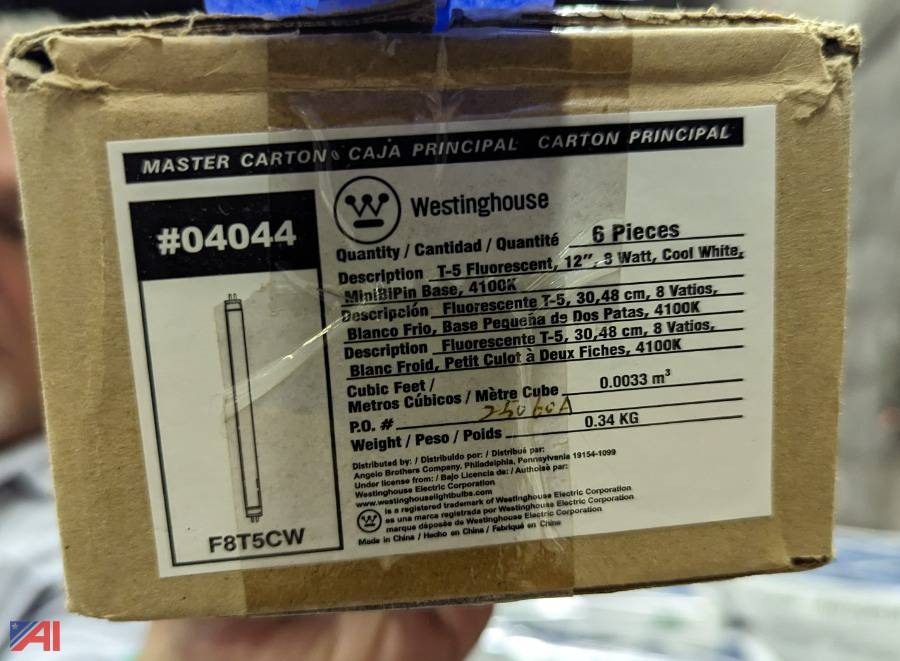 MASTER CARTON CAJA PRINCIPAL CARTON PRINCIPAL
#04044
Westinghouse
Quantity / Cantidad / Quantité 6 Pieces
Description T-5 Fluorescent, 12", 8 Watt, Cool White,
MiniBiPin Base, 4100K
Descripción Fluorescente T-5, 30,48 cm, 8 Vatios,
Blanco Frio, Base Pequeña de Dos Patas, 4100K
Description Fluorescente T-5, 30,48 cm, 8 Vatios,
Blanc Froid, Petit Culot à Deux Fiches, 4100K
Cubic Feet /
Metros Cúbicos / Mètre Cube 0.0033 m³
P.O. # 25060A
Weight / Peso / Poids 0.34 KG
Distributed by: / Distribuido por: / Distribué par:
Angelo Brothers Company. Philadelphia, Pennsylvania 19154-1099
Under license from: / Bajo Licencia de: / Authoisé par:
Westinghouse Electric Corporation
www.westinghouselightbulbs.com
is a registered trademark of Westinghouse Electric Corporation
es una marca registrada por Westinghouse Electric Corporation
marque déposée de Westinghouse Electric Corporation
Made in China / Hecho en China / Fabriqué en Chine
F8T5CW
AI